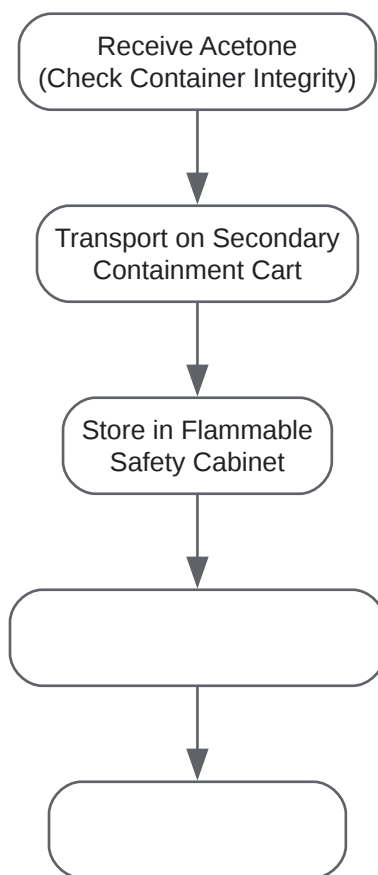 Receive Acetone
(Check Container Integrity)
Transport on Secondary
Containment Cart
Store in Flammable
Safety Cabinet